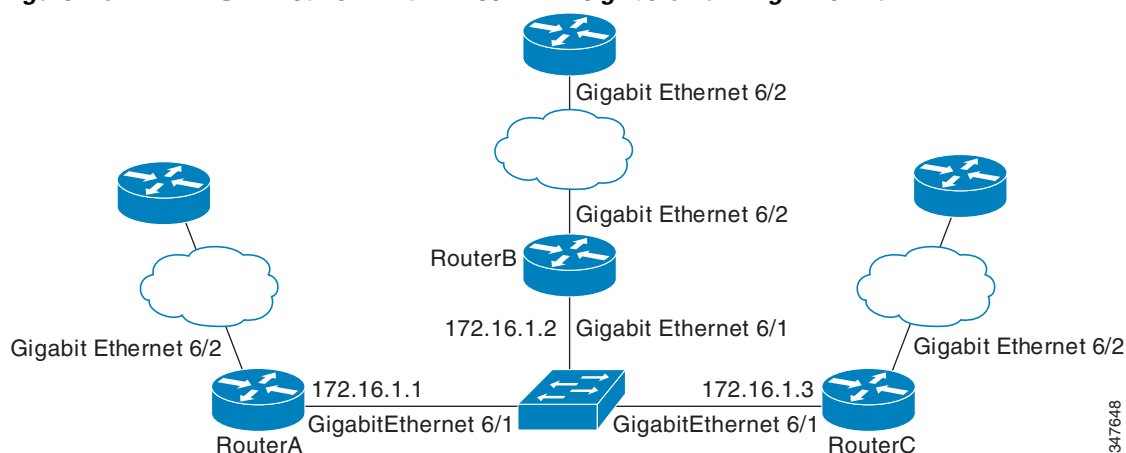 Gigabit Ethernet 6/2
Gigabit Ethernet 6/2
RouterB
172.16.1.2
Gigabit Ethernet 6/1
Gigabit Ethernet 6/2
Gigabit Ethernet 6/2
172.16.1.1
172.16.1.3
GigabitEthernet 6/1
GigabitEthernet 6/1
RouterA
RouterC
347648